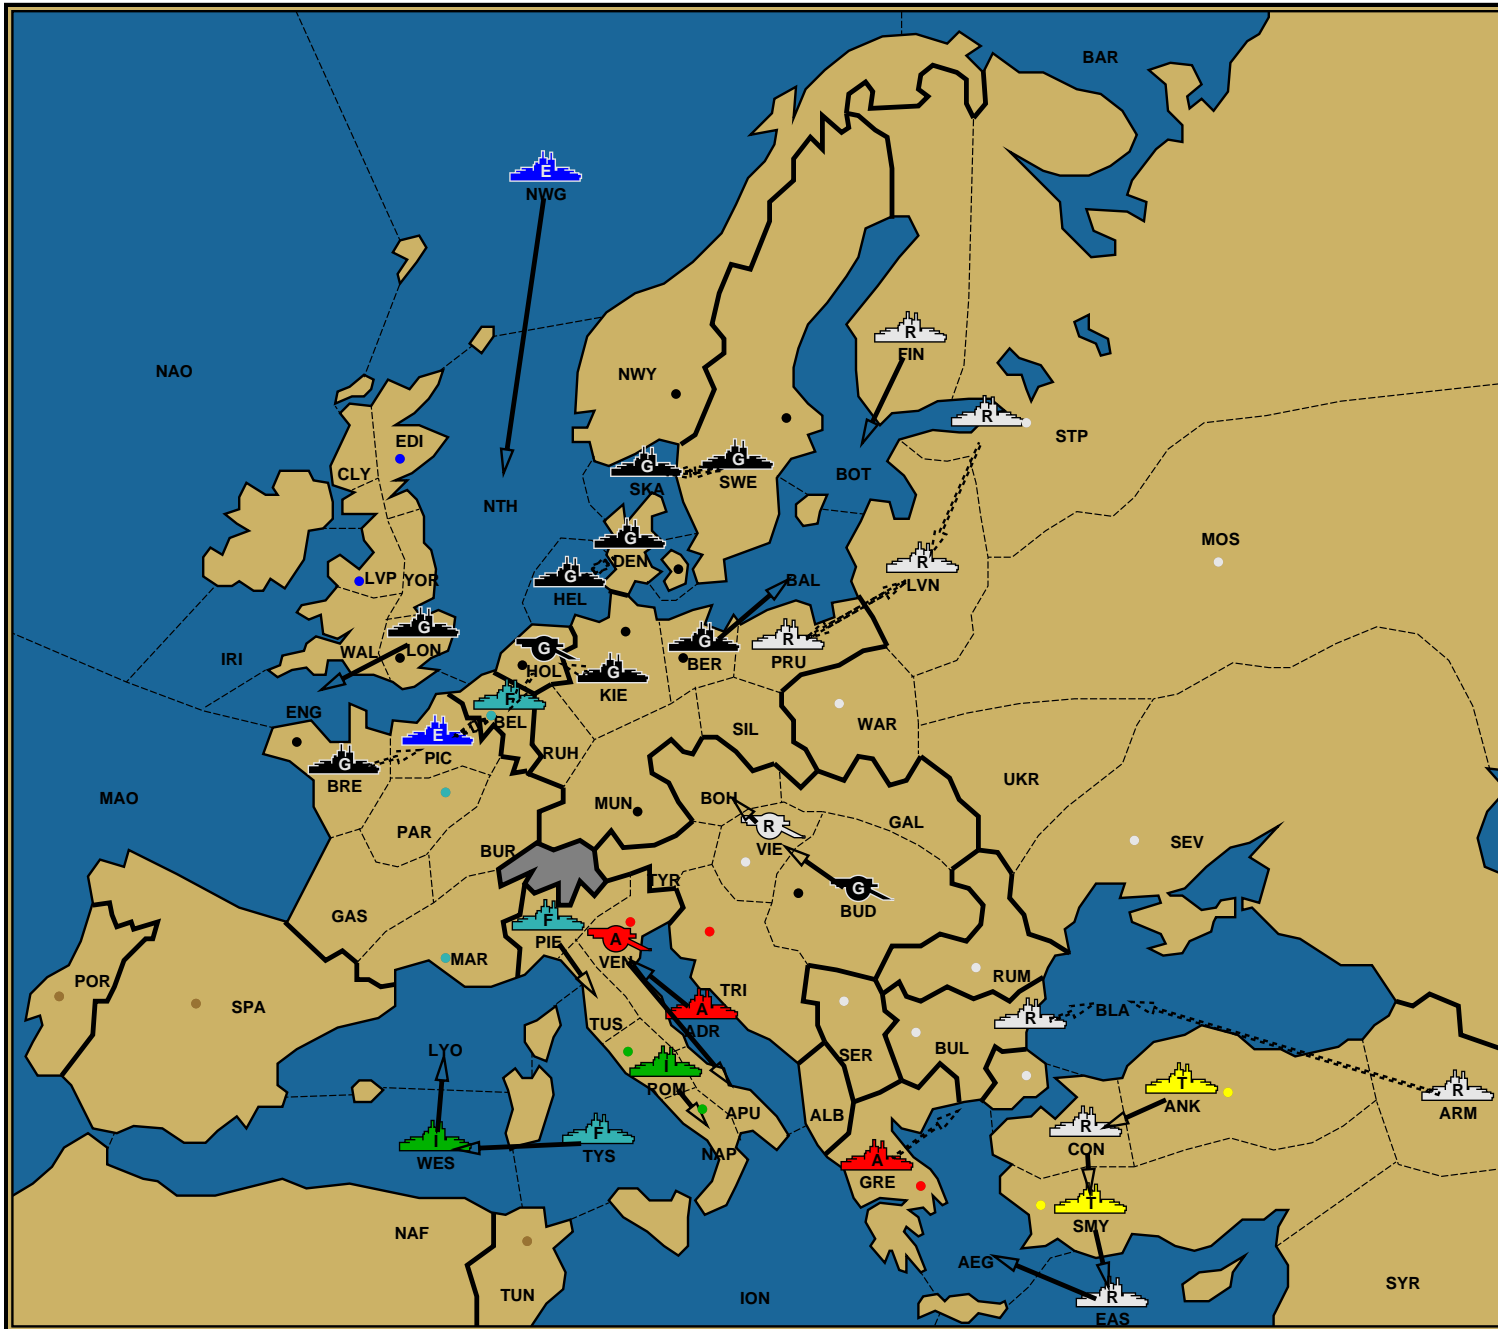 BAR
E
NWG
NAO
R
FIN
NWY
R
STP
EDI
CLY
G
SKA
G
SWE
BOT
NTH
MOS
G
DEN
R
LVN
G
HEL
BAL
LVP
YOR
G
LON
WAL
IRI
G
HOL
G
KIE
G
BER
R
PRU
F
BEL
ENG
E
PIC
G
BRE
RUH
SIL
WAR
UKR
MAO
MUN
BOH
PAR
R
VIE
GAL
SEV
BUR
TYR
G
BUD
GAS
F
PIE
A
VEN
MAR
POR
SPA
RUM
TRI
A
ADR
R
BLA
TUS
LYO
SER
BUL
I
ROM
T
ANK
R
ARM
APU
ALB
R
CON
I
WES
F
TYS
NAP
A
GRE
T
SMY
NAF
AEG
SYR
TUN
ION
R
EAS